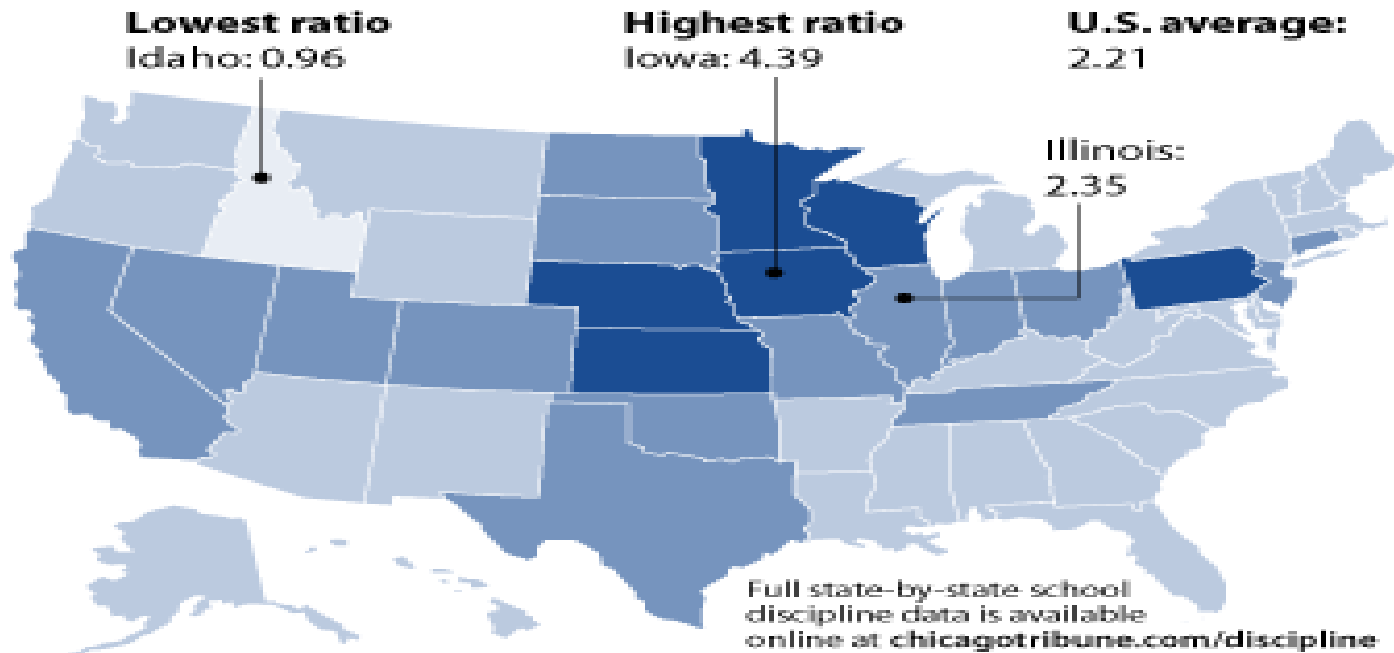 Lowest ratio
Idaho: 0.96
Highest ratio
Iowa: 4.39
U.S. average:
2.21
Illinois:
2.35
Full state-by-state school
discipline data is available
online at chicagotribune.com/discipline